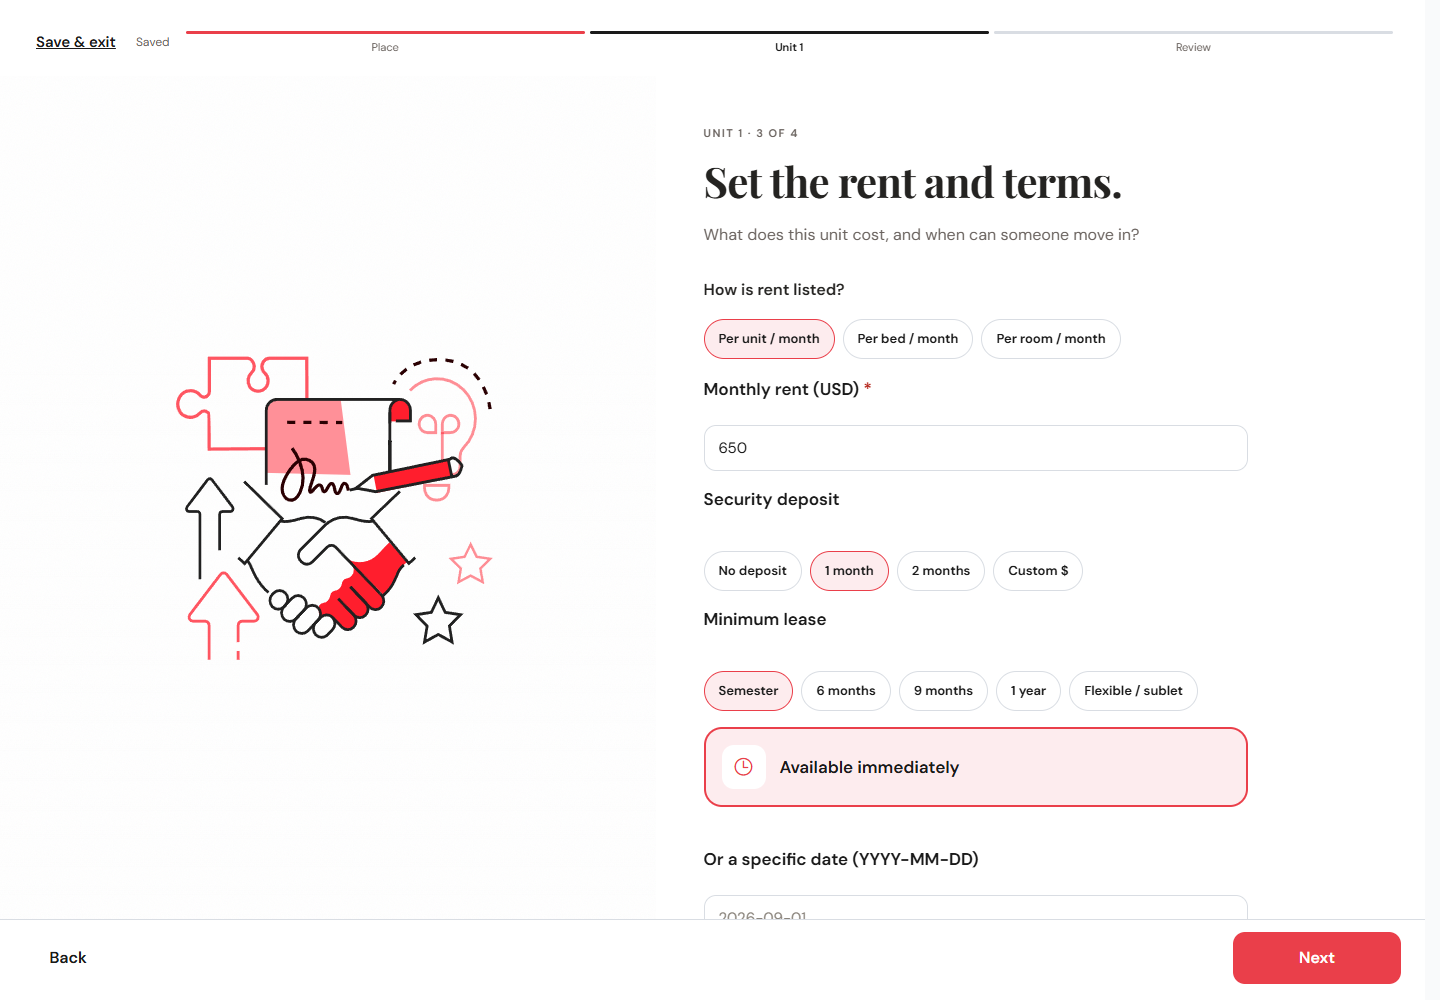 Save & exit
Saved
Place
Unit 1
Review
UNIT 1 · 3 OF 4
Set the rent and terms.
What does this unit cost, and when can someone move in?
How is rent listed?
Per unit / month
Per bed / month
Per room / month
Monthly rent (USD) *
650
Security deposit
No deposit
1 month
2 months
Custom $
Minimum lease
Semester
6 months
9 months
1 year
Flexible / sublet
Available immediately
Or a specific date (YYYY-MM-DD)
2026-09-01
Back
Next